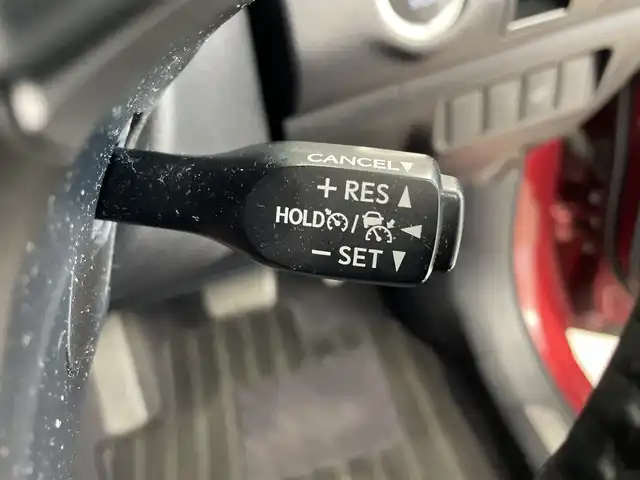 CANCEL▼
+ RES ▲
HOLD / ◀
− SET ▼